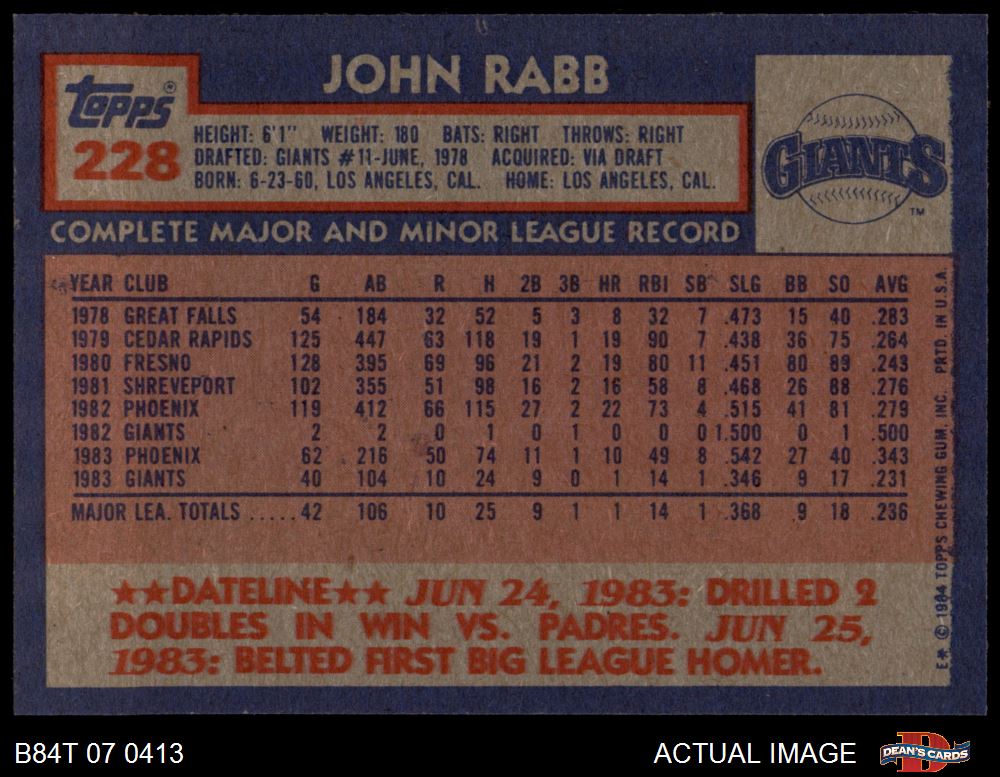 JOHN RABB
Topps®
228
HEIGHT: 6'1" WEIGHT: 180 BATS: RIGHT THROWS: RIGHT
DRAFTED: GIANTS #11-JUNE, 1978 ACQUIRED: VIA DRAFT
BORN: 6-23-60, LOS ANGELES, CAL. HOME: LOS ANGELES, CAL.
GIANTS
TM
COMPLETE MAJOR AND MINOR LEAGUE RECORD
YEAR CLUB G AB R H 2B 3B HR RBI SB SLG BB SO AVG
1978 GREAT FALLS 54 184 32 52 5 3 8 32 7 .473 15 40 .283
1979 CEDAR RAPIDS 125 447 63 118 19 1 19 90 7 .438 36 75 .264
1980 FRESNO 128 395 69 96 21 2 19 80 11 .451 80 89 .243
1981 SHREVEPORT 102 355 51 98 16 2 16 58 8 .468 26 88 .276
1982 PHOENIX 119 412 66 115 27 2 22 73 4 .515 41 81 .279
1982 GIANTS 2 2 0 1 0 1 0 0 0 1.500 0 1 .500
1983 PHOENIX 62 216 50 74 11 1 10 49 8 .542 27 40 .343
1983 GIANTS 40 104 10 24 9 0 1 14 1 .346 9 17 .231
MAJOR LEA. TOTALS ..... 42 106 10 25 9 1 1 14 1 .368 9 18 .236
★★DATELINE★★ JUN 24, 1983: DRILLED 2
DOUBLES IN WIN VS. PADRES. JUN 25,
1983: BELTED FIRST BIG LEAGUE HOMER.
E* © 1984 TOPPS CHEWING GUM, INC. PRTD. IN U.S.A.
B84T 07 0413
ACTUAL IMAGE
DEAN'S CARDS